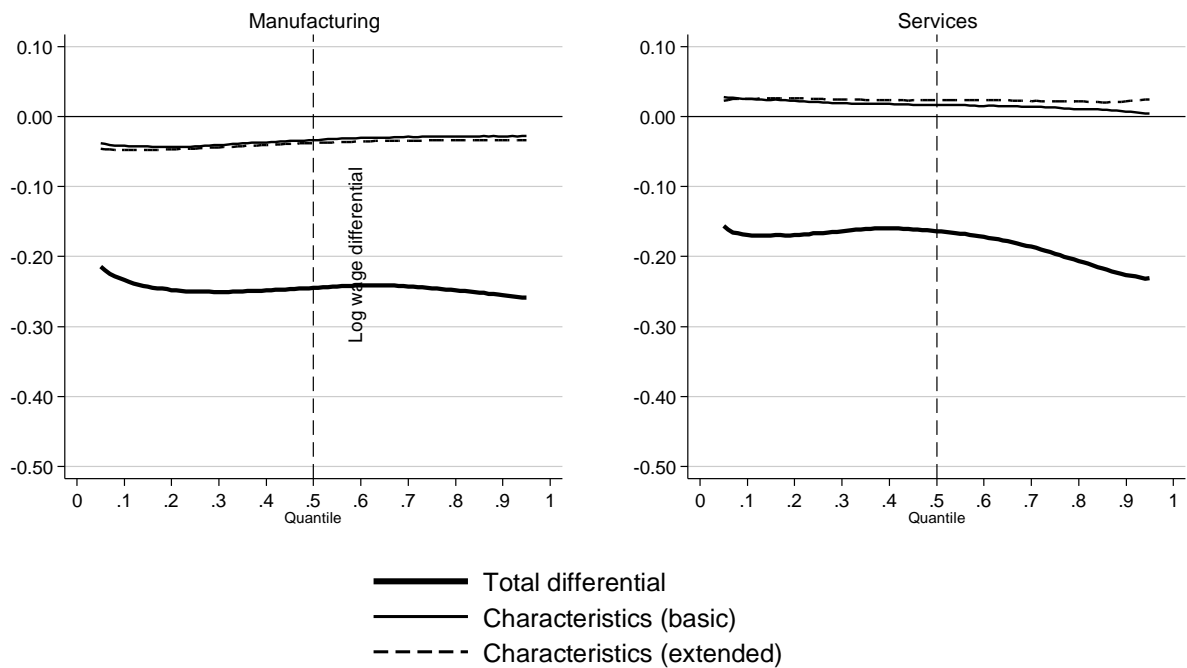 Manufacturing
0.10
0.00
-0.10
-0.20
-0.30
-0.40
-0.50
0 .1 .2 .3 .4 .5 .6 .7 .8 .9 1
Quantile
Log wage differential
Services
0.10
0.00
-0.10
-0.20
-0.30
-0.40
-0.50
0 .1 .2 .3 .4 .5 .6 .7 .8 .9 1
Quantile
Total differential
Characteristics (basic)
Characteristics (extended)